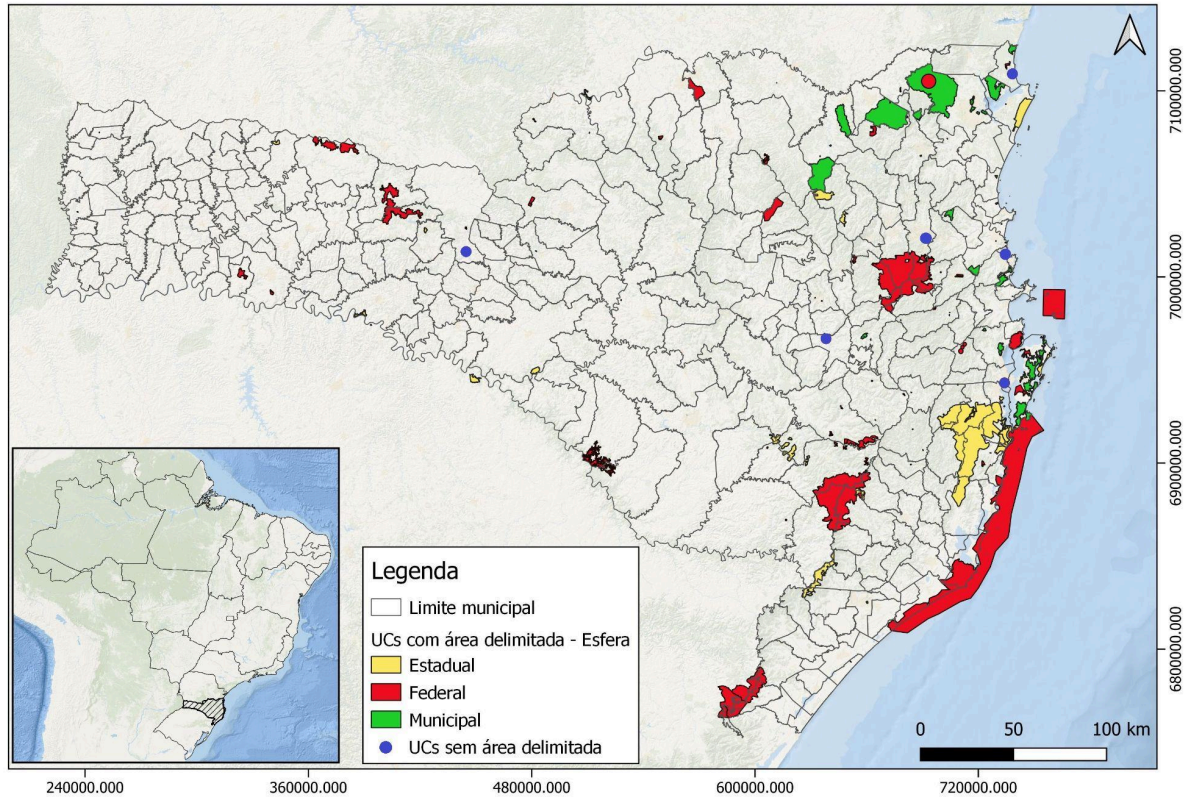 7100000.000
7000000.000
6900000.000
6800000.000
Legenda
Limite municipal
UCs com área delimitada - Esfera
Estadual
Federal
Municipal
UCs sem área delimitada
0 50 100 km
240000.000 360000.000 480000.000 600000.000 720000.000